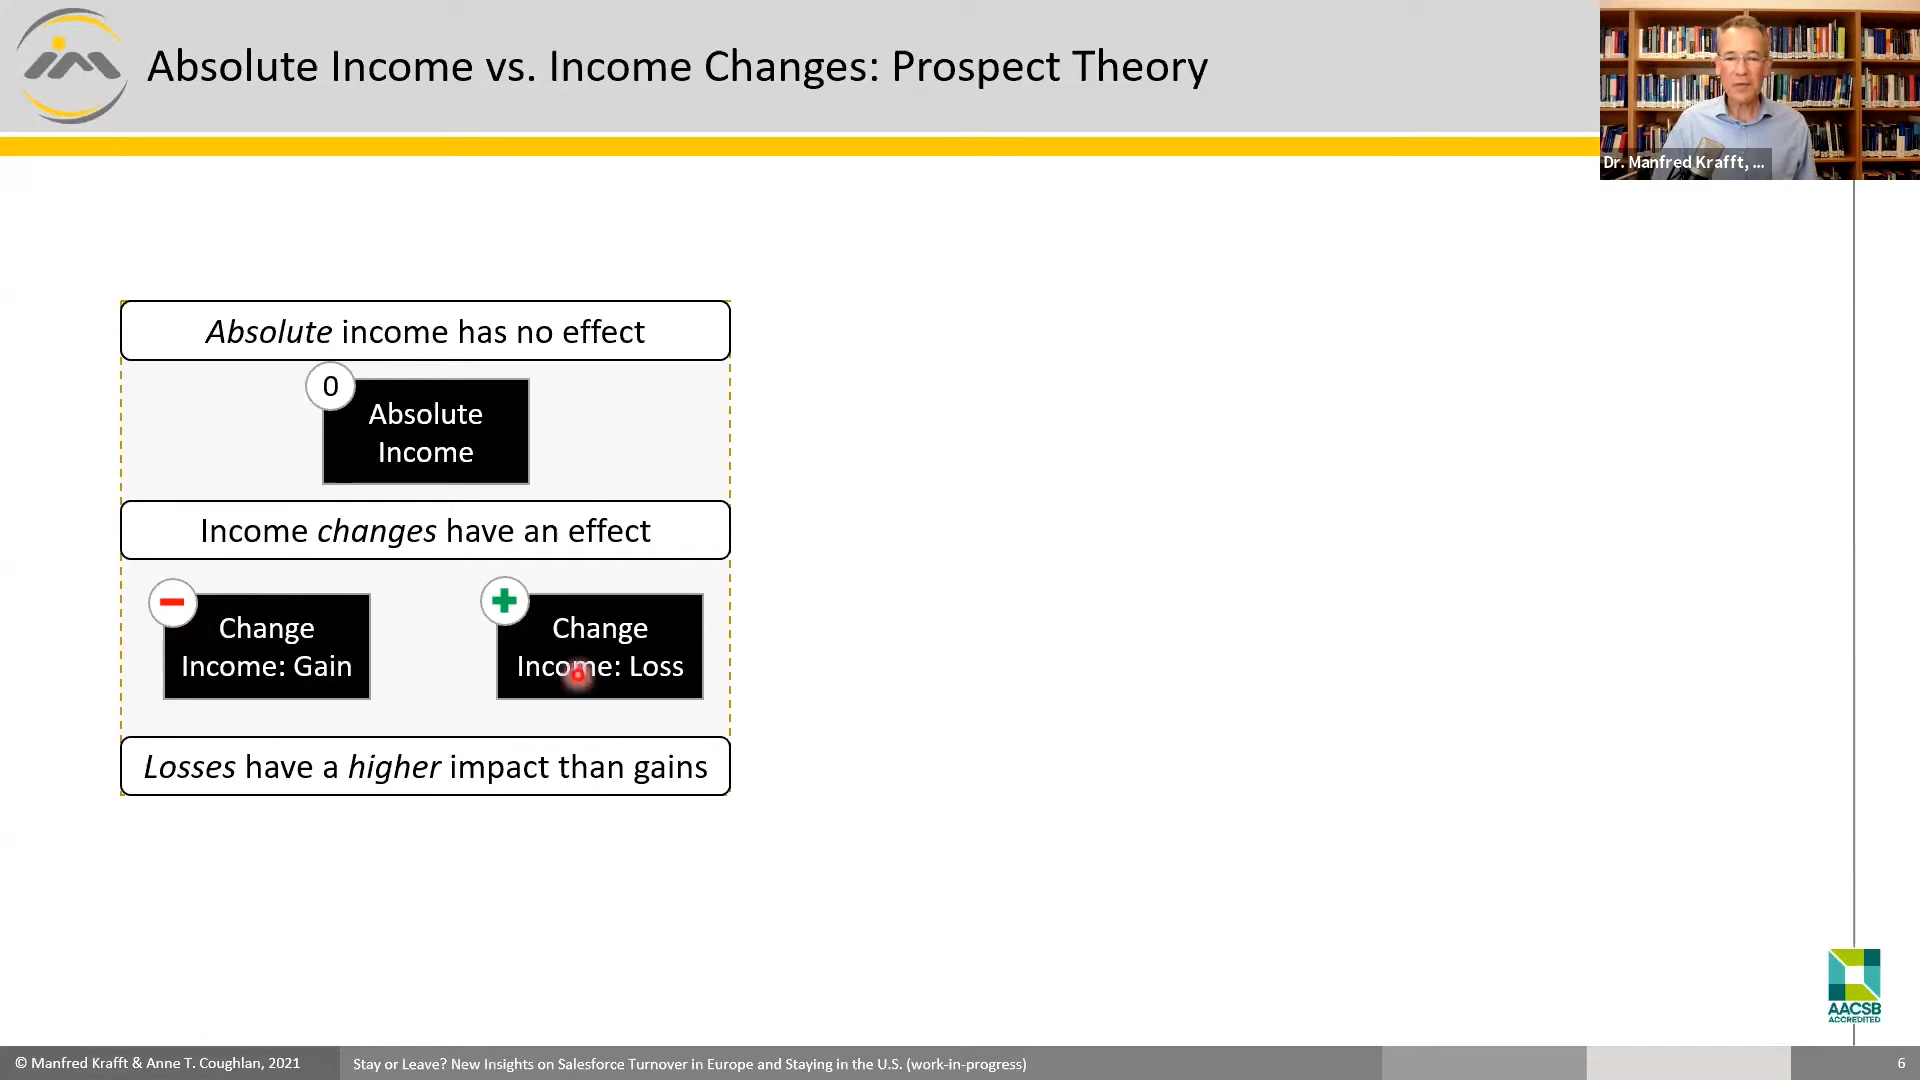 Absolute Income vs. Income Changes: Prospect Theory
Dr. Manfred Krafft, ...
Absolute income has no effect
0
Absolute
Income
Income changes have an effect
Change
Income: Gain
Change
Income: Loss
Losses have a higher impact than gains
AACSB
ACCREDITED
© Manfred Krafft & Anne T. Coughlan, 2021
Stay or Leave? New Insights on Salesforce Turnover in Europe and Staying in the U.S. (work-in-progress)
6